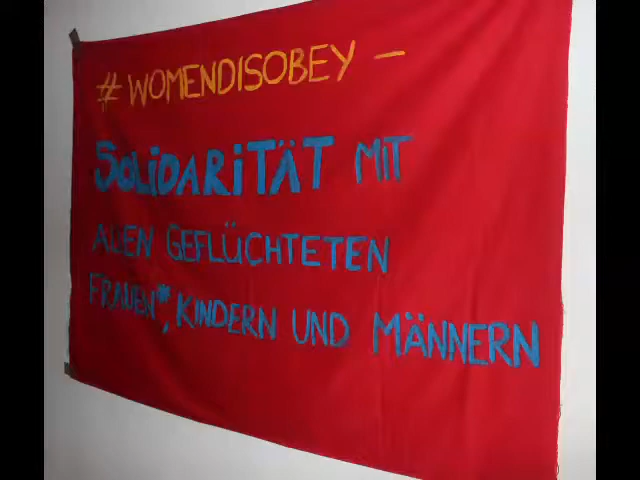 #WOMENDISOBEY –
SOLiDARiTÄT MIT
ALLEN GEFLÜCHTETEN
FRAUEN*, KINDERN UND MÄNNERN